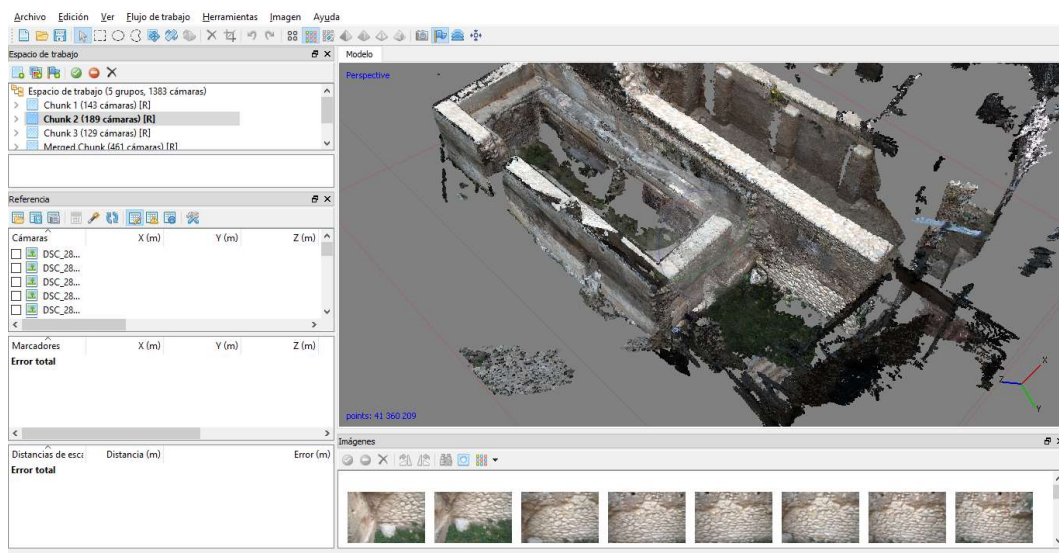 Archivo Edición Ver Flujo de trabajo Herramientas Imagen Ayuda
Espacio de trabajo
Modelo
Perspective
Espacio de trabajo (5 grupos, 1383 cámaras)
Chunk 1 (143 cámaras) [R]
Chunk 2 (189 cámaras) [R]
Chunk 3 (129 cámaras) [R]
Merged Chunk (461 cámaras) [R]
Referencia
Cámaras X (m) Y (m) Z (m)
DSC_28...
DSC_28...
DSC_28...
DSC_28...
DSC_28...
Marcadores X (m) Y (m) Z (m)
Error total
X
Z
Y
points: 41 360 209
Imágenes
Distancias de esca Distancia (m) Error (m)
Error total